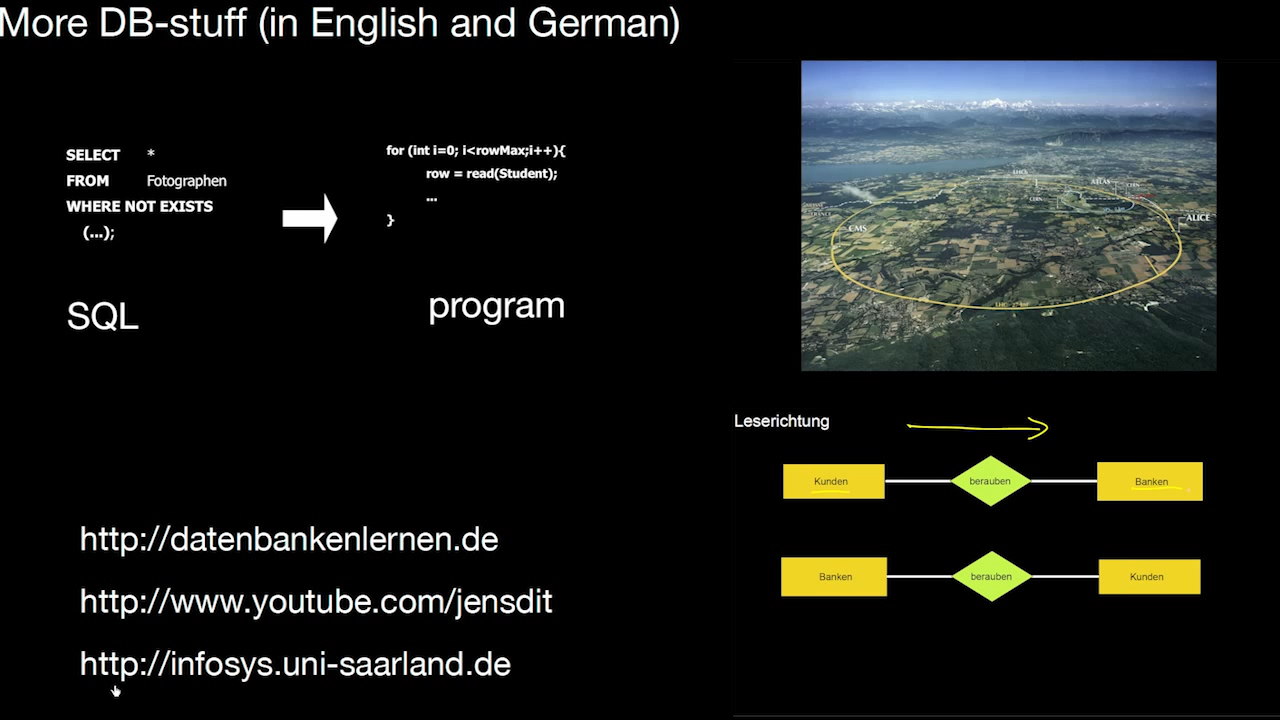 More DB-stuff (in English and German)
SELECT *
FROM Fotographen
WHERE NOT EXISTS
(...);
for (int i=0; i<rowMax;i++){
row = read(Student);
...
}
SQL
program
CMS
ATLAS
ALICE
CERN
FRANCE
Leserichtung
Kunden berauben Banken
Banken berauben Kunden
http://datenbankenlernen.de
http://www.youtube.com/jensdit
http://infosys.uni-saarland.de